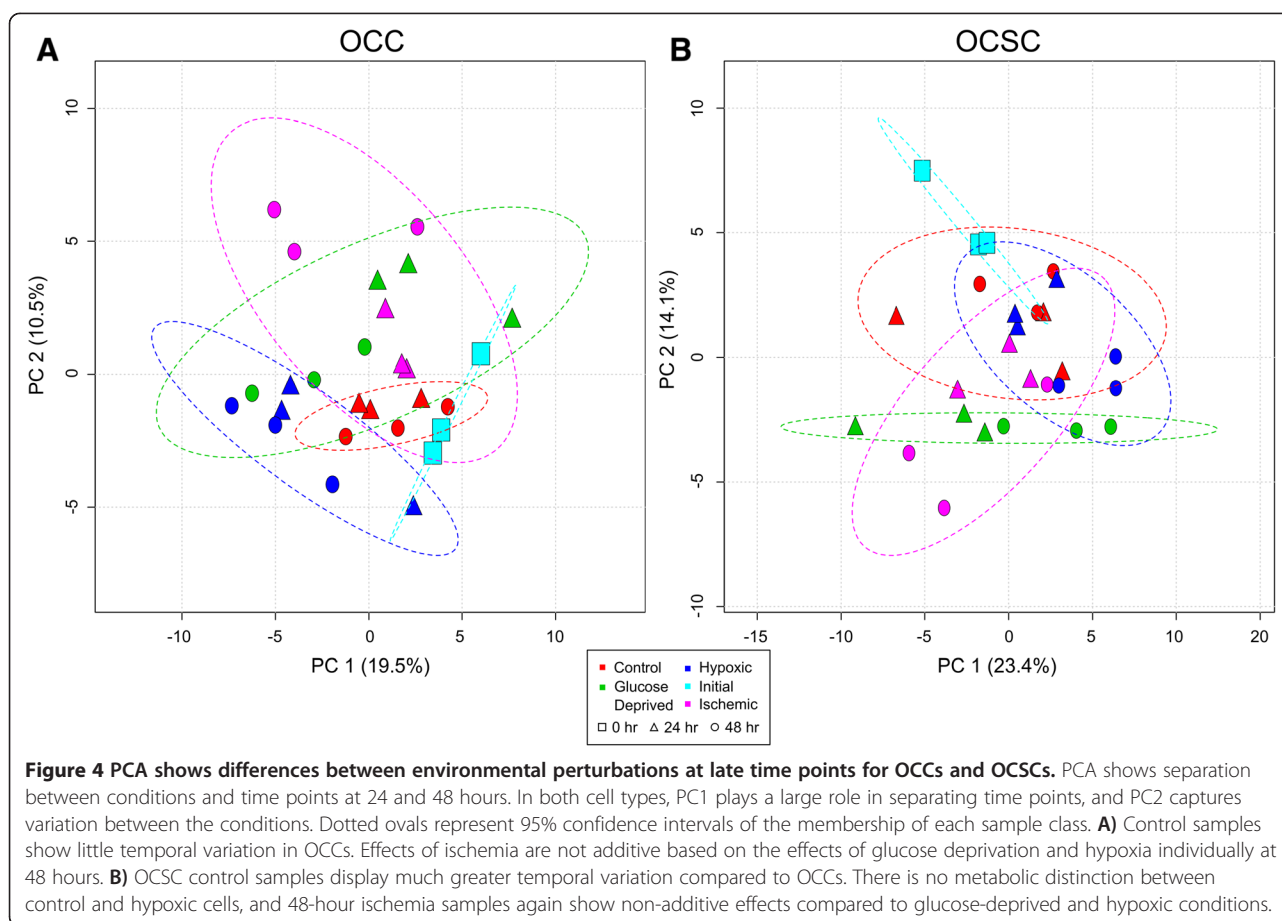 A
OCC
10
5
0
-5
PC 2 (10.5%)
-10
-5
0
5
10
PC 1 (19.5%)
B
OCSC
10
5
0
-5
-10
PC 2 (14.1%)
-15
-10
-5
0
5
10
20
PC 1 (23.4%)
Control
Hypoxic
Glucose
Initial
Deprived
Ischemic
0 hr 24 hr 48 hr
Figure 4 PCA shows differences between environmental perturbations at late time points for OCCs and OCSCs. PCA shows separation
between conditions and time points at 24 and 48 hours. In both cell types, PC1 plays a large role in separating time points, and PC2 captures
variation between the conditions. Dotted ovals represent 95% confidence intervals of the membership of each sample class. A) Control samples
show little temporal variation in OCCs. Effects of ischemia are not additive based on the effects of glucose deprivation and hypoxia individually at
48 hours. B) OCSC control samples display much greater temporal variation compared to OCCs. There is no metabolic distinction between
control and hypoxic cells, and 48-hour ischemia samples again show non-additive effects compared to glucose-deprived and hypoxic conditions.